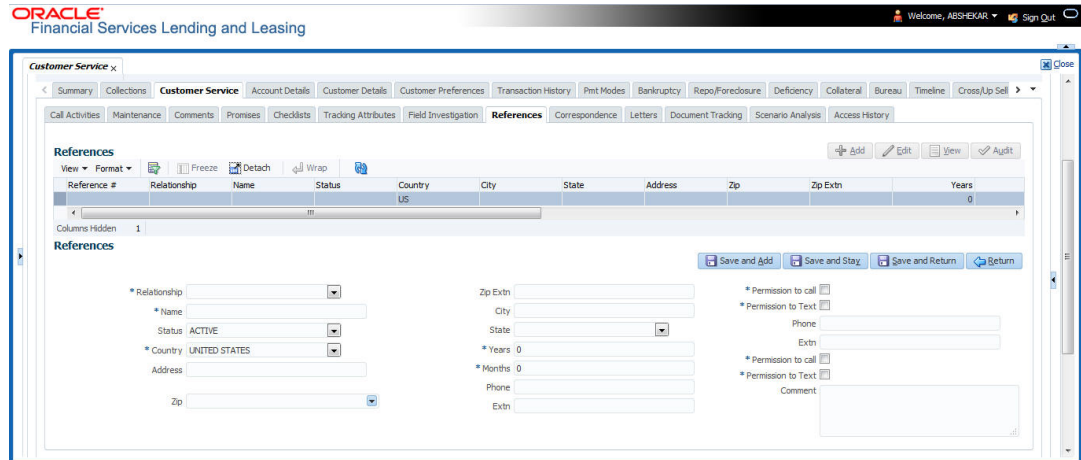 ORACLE®
Financial Services Lending and Leasing
Welcome, ABSHEKAR Sign Out
Customer Service x
Close
Summary Collections Customer Service Account Details Customer Details Customer Preferences Transaction History Pmt Modes Bankruptcy Repo/Foreclosure Deficiency Collateral Bureau Timeline Cross/Up Sell
Call Activities Maintenance Comments Promises Checklists Tracking Attributes Field Investigation References Correspondence Letters Document Tracking Scenario Analysis Access History
References
Add Edit View Audit
View Format Freeze Detach Wrap
Reference # Relationship Name Status Country City State Address Zip Zip Extn Years
US 0
Columns Hidden 1
References
Save and Add Save and Stay Save and Return Return
* Relationship
* Name
Status ACTIVE
* Country UNITED STATES
Address
Zip
Zip Extn
City
State
* Years 0
* Months 0
Phone
Extn
* Permission to call
* Permission to Text
Phone
Extn
* Permission to call
* Permission to Text
Comment